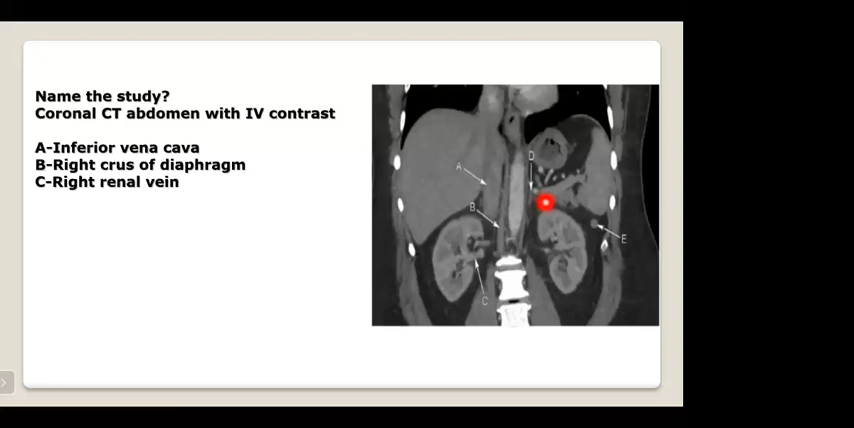 Name the study?
Coronal CT abdomen with IV contrast
A-Inferior vena cava
B-Right crus of diaphragm
C-Right renal vein
A
D
B
E
C